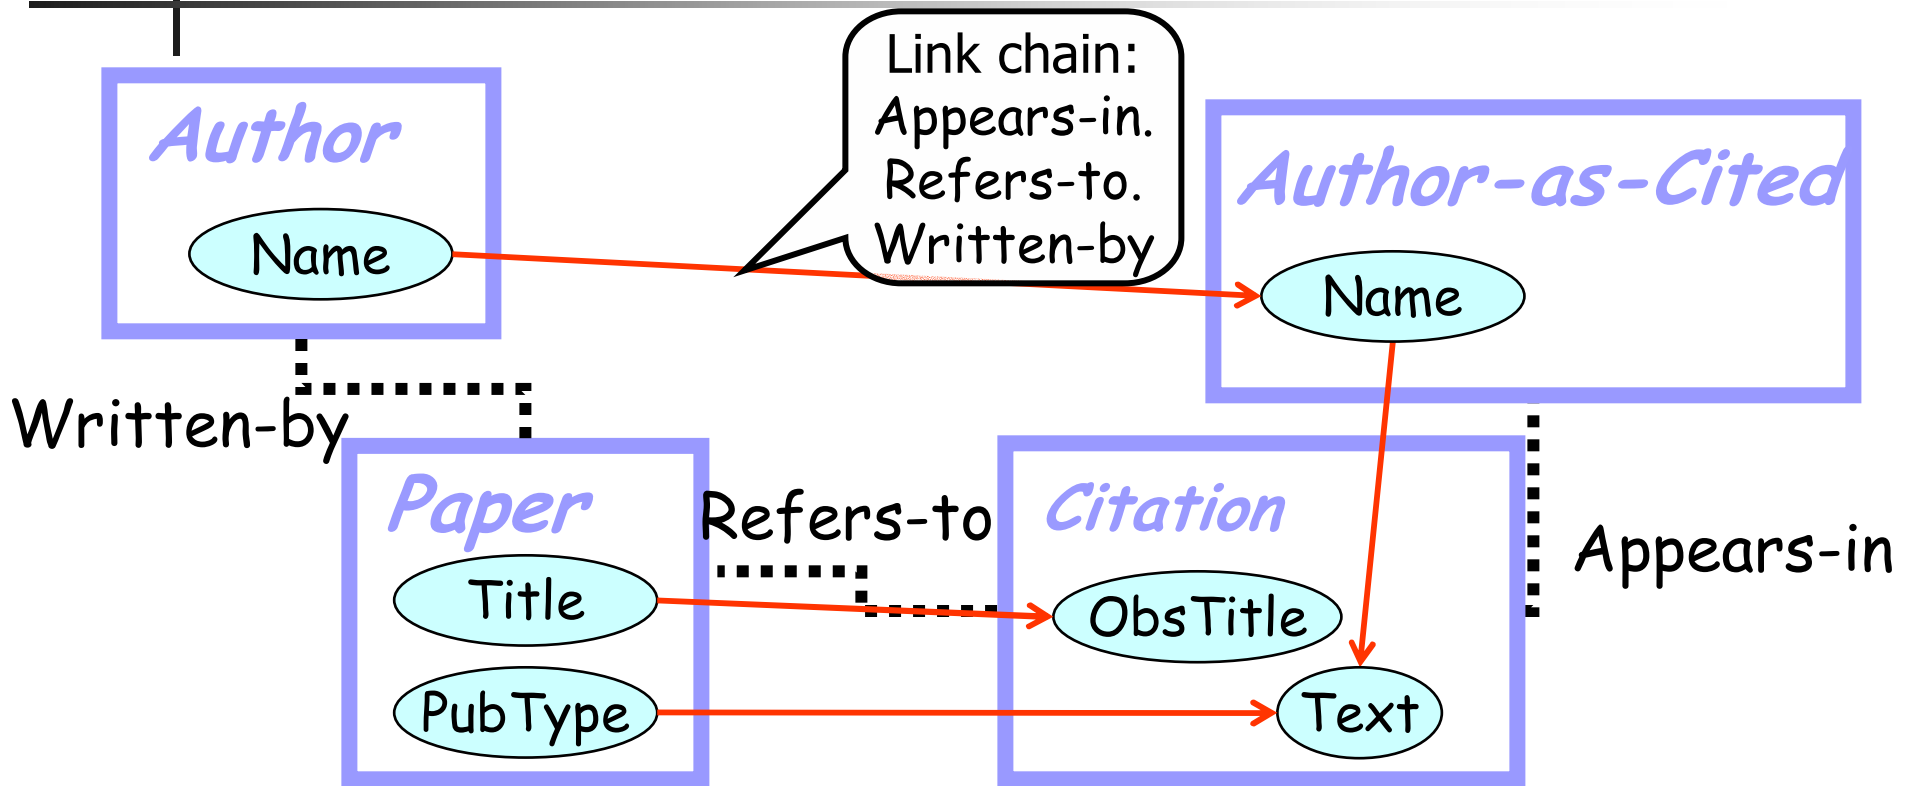 Link chain:
Appears-in.
Refers-to.
Written-by
Author
Name
Author-as-Cited
Name
Written-by
Paper
Title
PubType
Refers-to
Citation
ObsTitle
Text
Appears-in